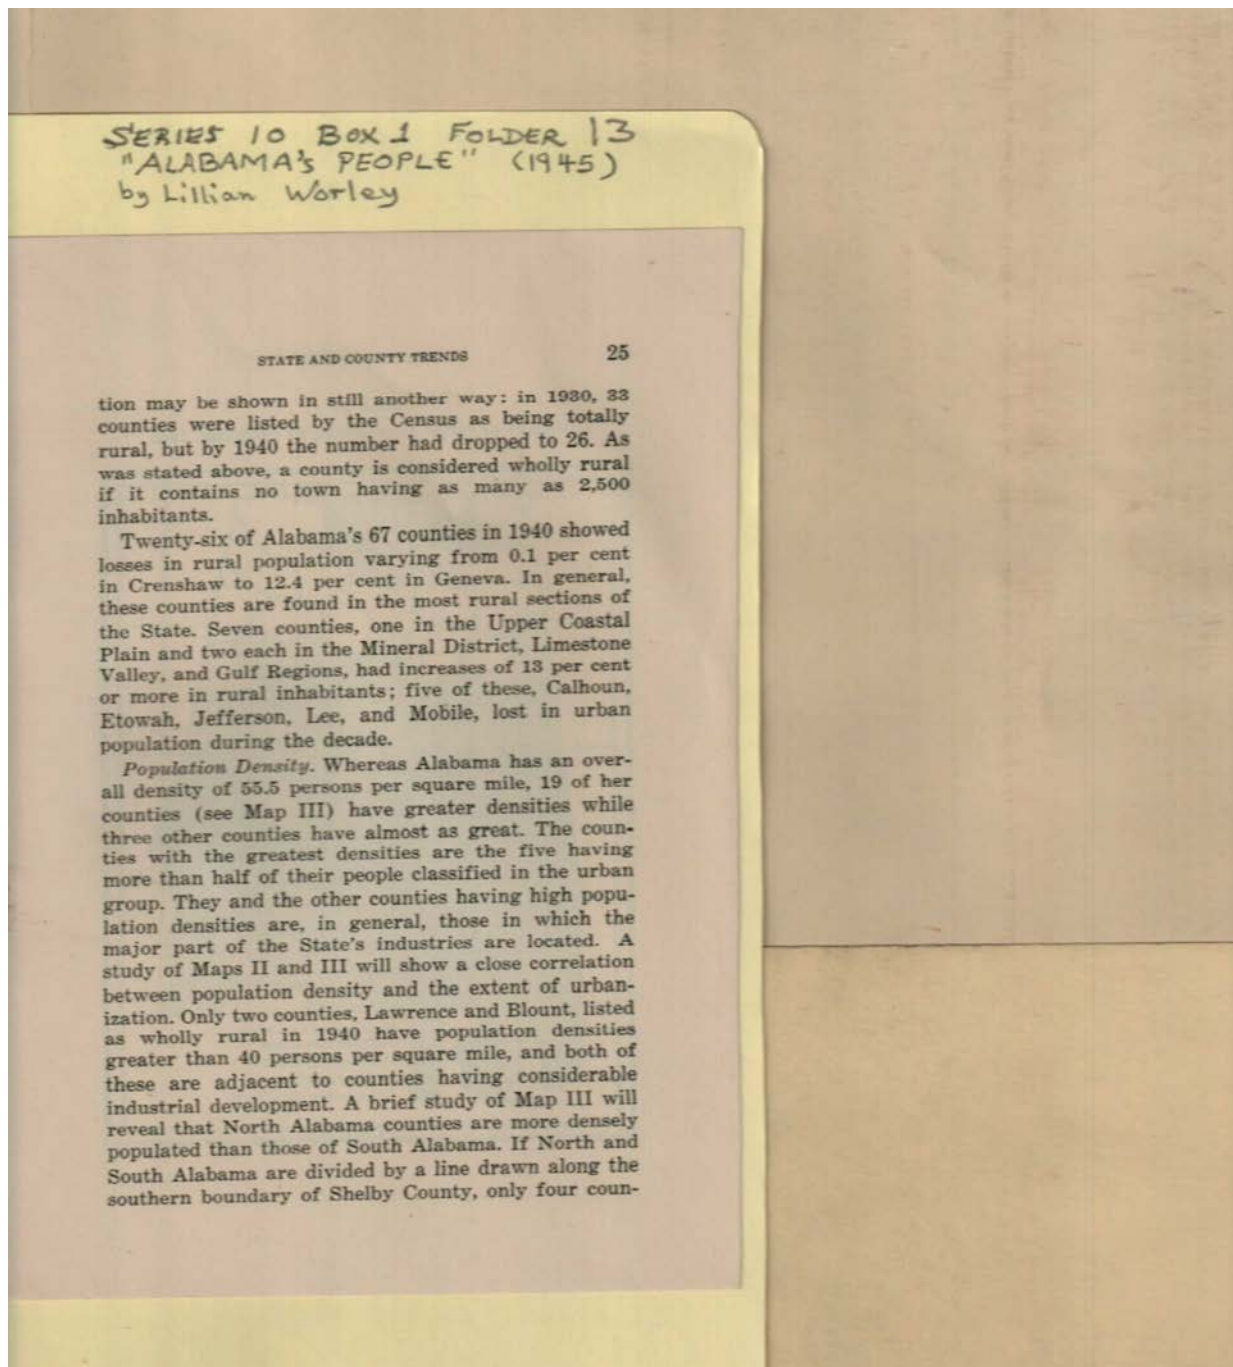 SERIES 10 BOX 1 FOLDER 13
"ALABAMA's PEOPLE" (1945)
by Lillian Worley
STATE AND COUNTY TRENDS 25
tion may be shown in still another way: in 1930, 33
counties were listed by the Census as being totally
rural, but by 1940 the number had dropped to 26. As
was stated above, a county is considered wholly rural
if it contains no town having as many as 2,500
inhabitants.
Twenty-six of Alabama's 67 counties in 1940 showed
losses in rural population varying from 0.1 per cent
in Crenshaw to 12.4 per cent in Geneva. In general,
these counties are found in the most rural sections of
the State. Seven counties, one in the Upper Coastal
Plain and two each in the Mineral District, Limestone
Valley, and Gulf Regions, had increases of 13 per cent
or more in rural inhabitants; five of these, Calhoun,
Etowah, Jefferson, Lee, and Mobile, lost in urban
population during the decade.
Population Density. Whereas Alabama has an over-
all density of 55.5 persons per square mile, 19 of her
counties (see Map III) have greater densities while
three other counties have almost as great. The coun-
ties with the greatest densities are the five having
more than half of their people classified in the urban
group. They and the other counties having high popu-
lation densities are, in general, those in which the
major part of the State's industries are located. A
study of Maps II and III will show a close correlation
between population density and the extent of urban-
ization. Only two counties, Lawrence and Blount, listed
as wholly rural in 1940 have population densities
greater than 40 persons per square mile, and both of
these are adjacent to counties having considerable
industrial development. A brief study of Map III will
reveal that North Alabama counties are more densely
populated than those of South Alabama. If North and
South Alabama are divided by a line drawn along the
southern boundary of Shelby County, only four coun-